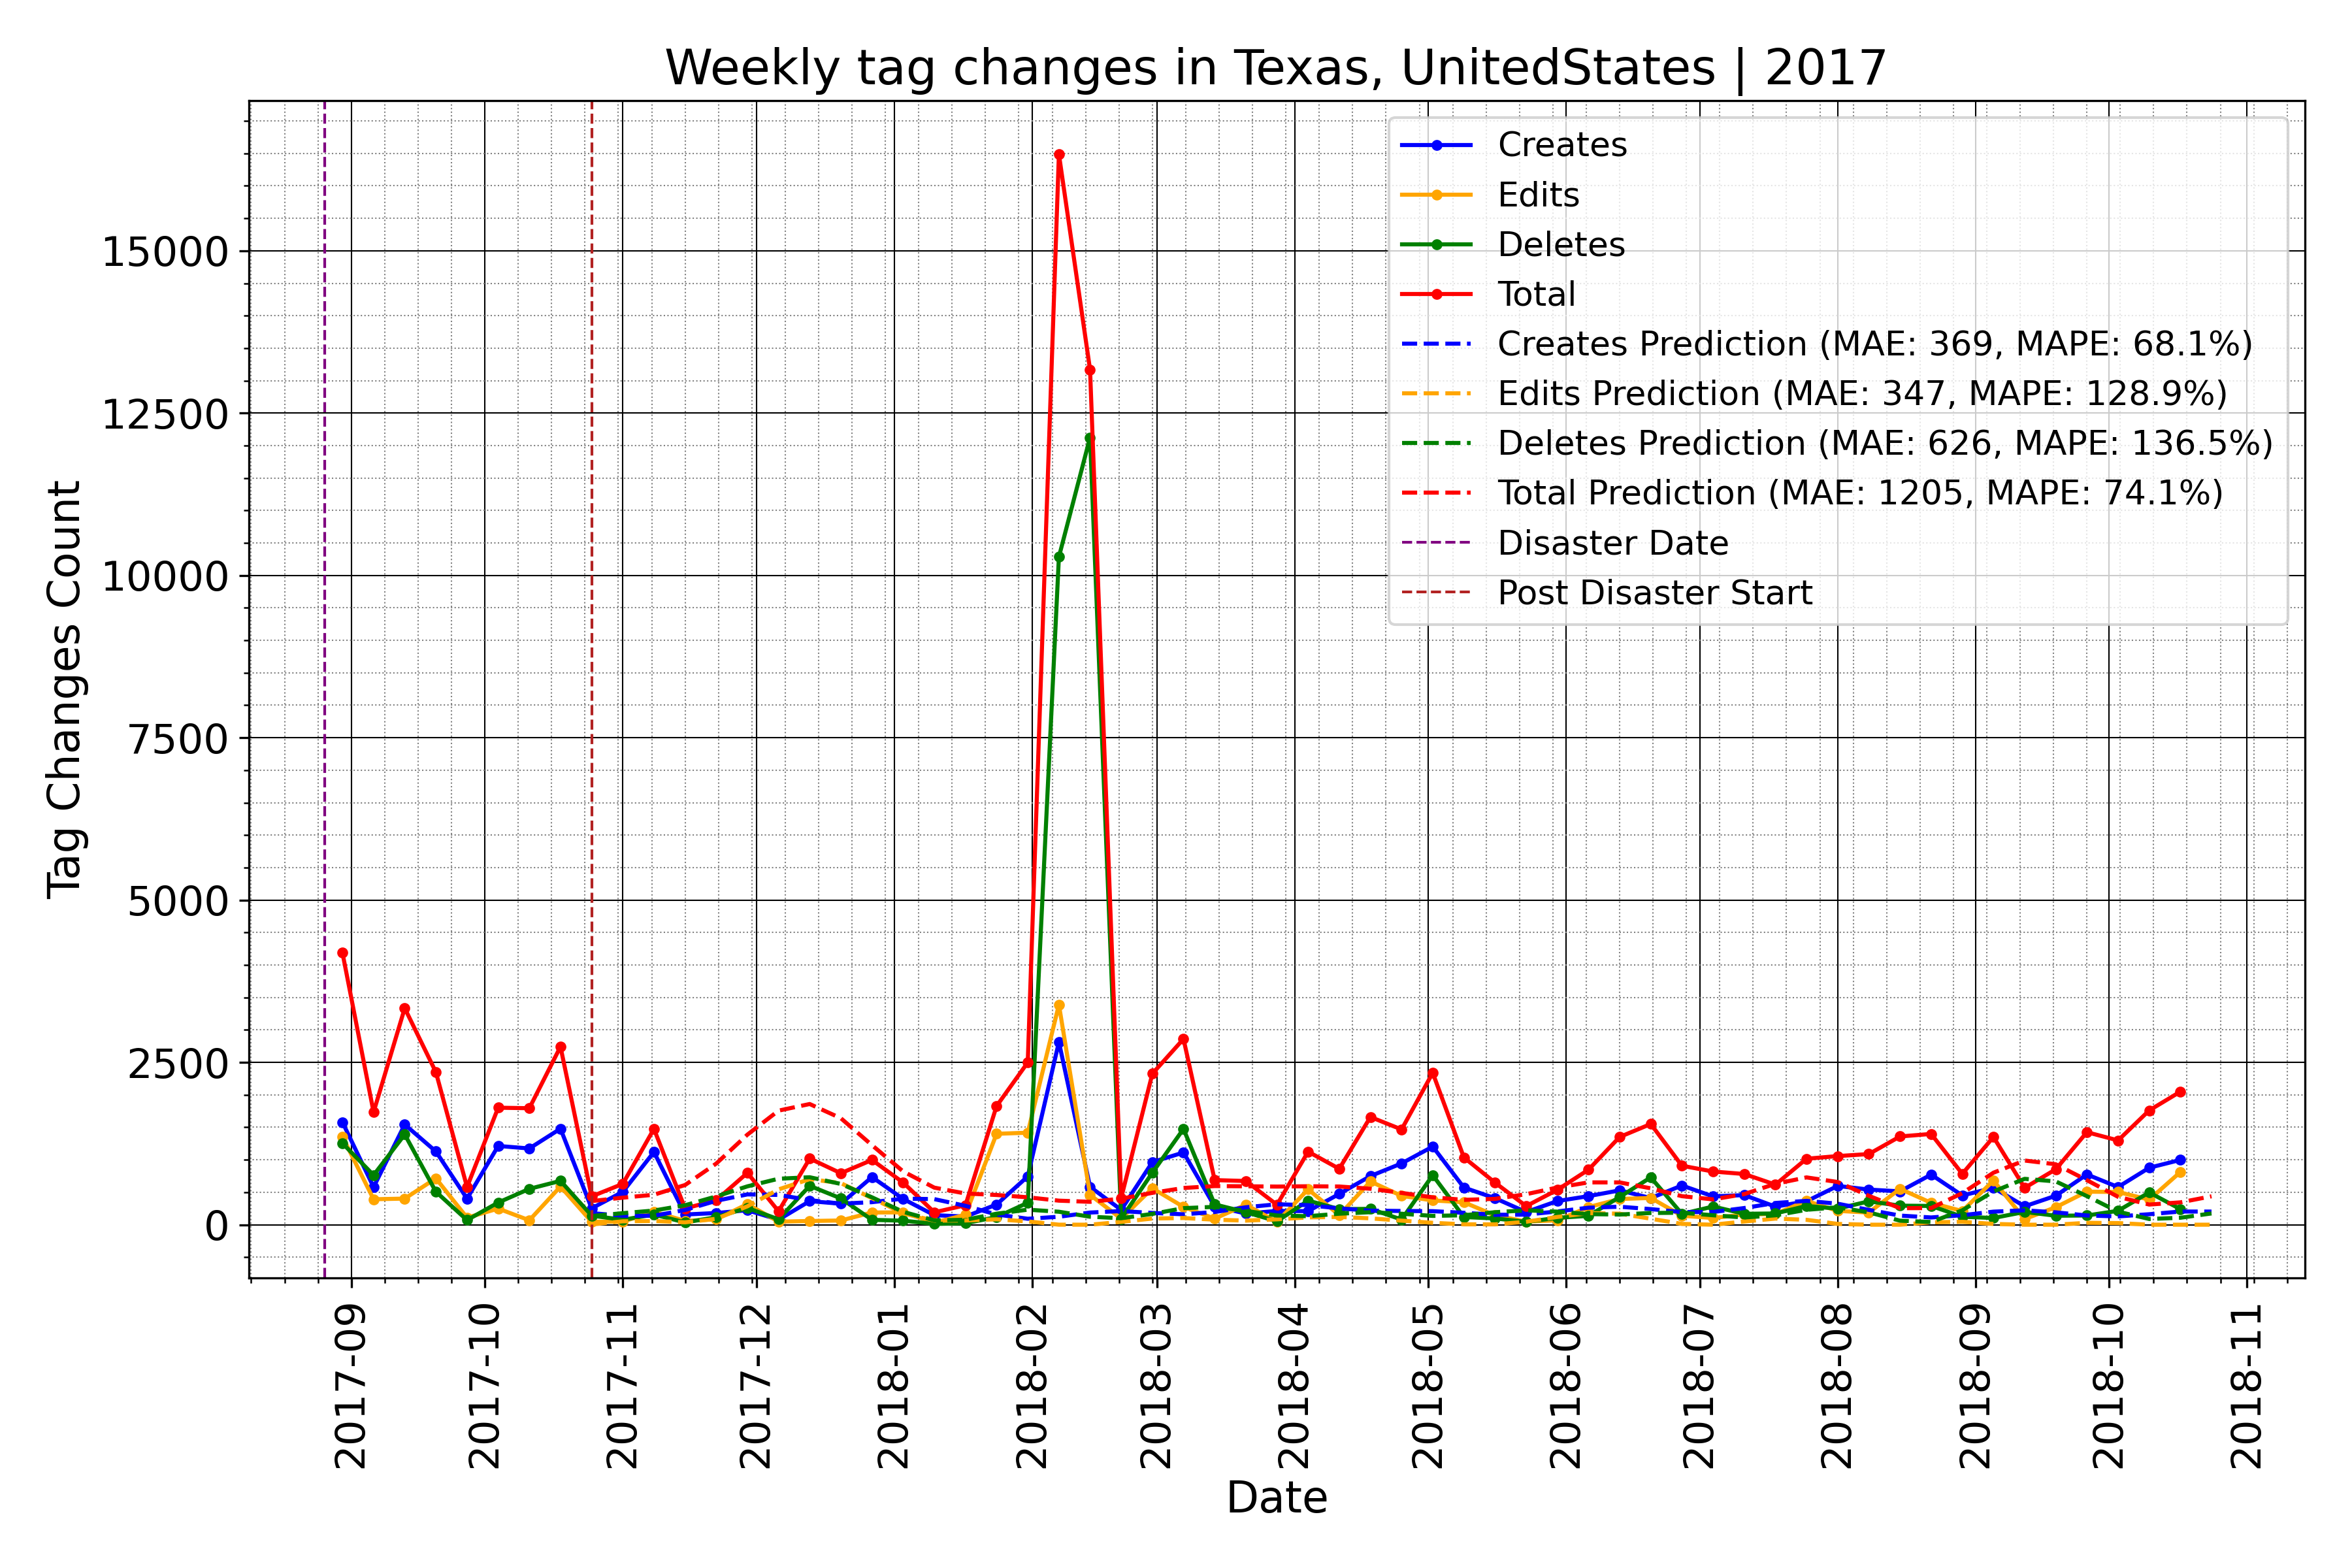 Weekly tag changes in Texas, UnitedStates | 2017
Creates
Edits
Deletes
Total
Creates Prediction (MAE: 369, MAPE: 68.1%)
Edits Prediction (MAE: 347, MAPE: 128.9%)
Deletes Prediction (MAE: 626, MAPE: 136.5%)
Total Prediction (MAE: 1205, MAPE: 74.1%)
Disaster Date
Post Disaster Start
Tag Changes Count
15000
12500
10000
7500
5000
2500
0
2017-09
2017-10
2017-11
2017-12
2018-01
2018-02
2018-03
2018-04
2018-05
2018-06
2018-07
2018-08
2018-09
2018-10
2018-11
Date